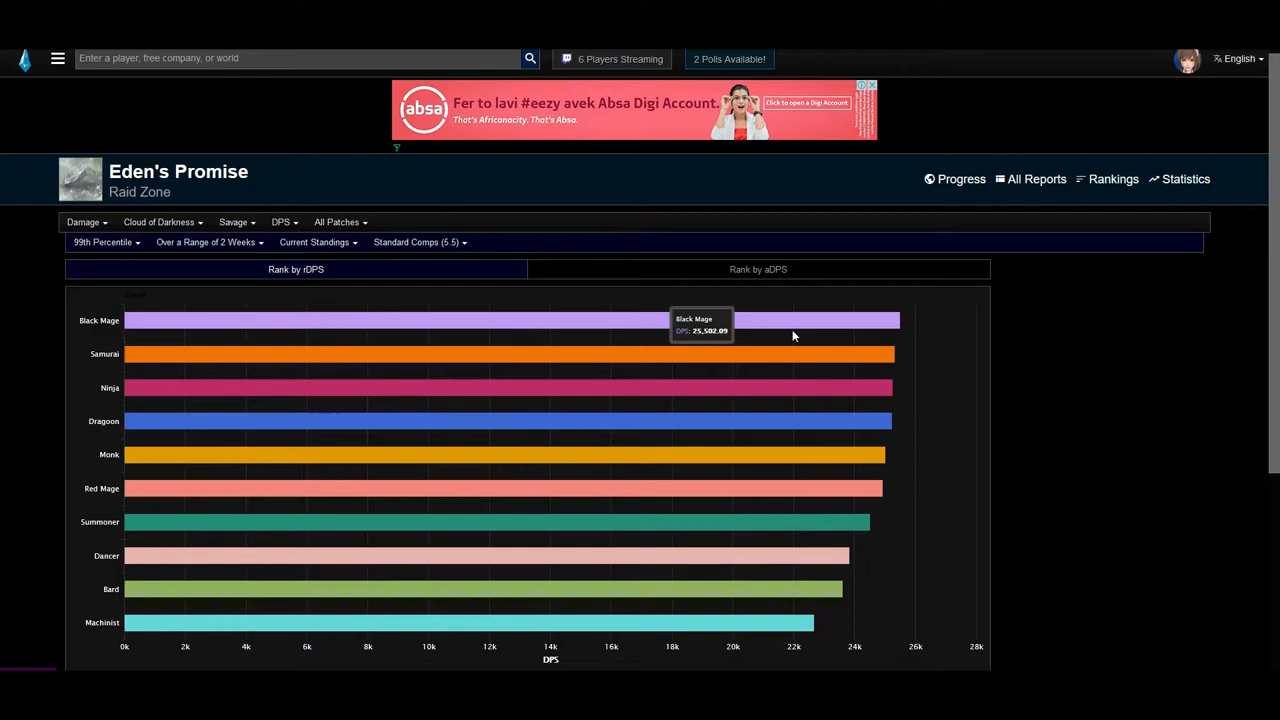 Enter a player, free company, or world
6 Players Streaming
2 Polls Available!
English
absa
Fer to lavi #eezy avek Absa Digi Account.
That's Africanacity. That's Absa.
Click to open a Digi Account
Eden's Promise
Raid Zone
Progress
All Reports
Rankings
Statistics
Damage
Cloud of Darkness
Savage
DPS
All Patches
99th Percentile
Over a Range of 2 Weeks
Current Standings
Standard Comps (5.5)
Rank by rDPS
Rank by aDPS
Black Mage
Black Mage
DPS: 25,502.09
Samurai
Ninja
Dragoon
Monk
Red Mage
Summoner
Dancer
Bard
Machinist
0k 2k 4k 6k 8k 10k 12k 14k 16k 18k 20k 22k 24k 26k 28k
DPS